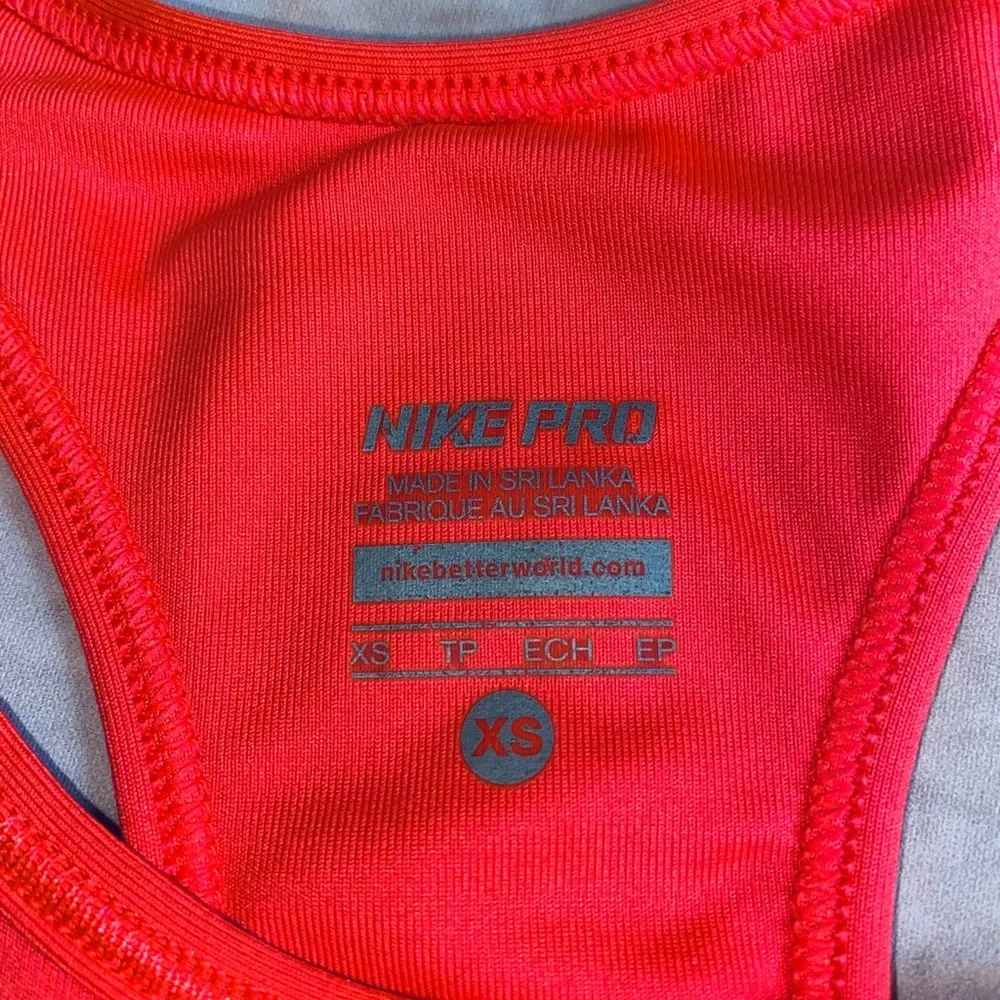 NIKE PRO
MADE IN SRI LANKA
FABRIQUE AU SRI LANKA
nikebetterworld.com
XS TP ECH EP
XS